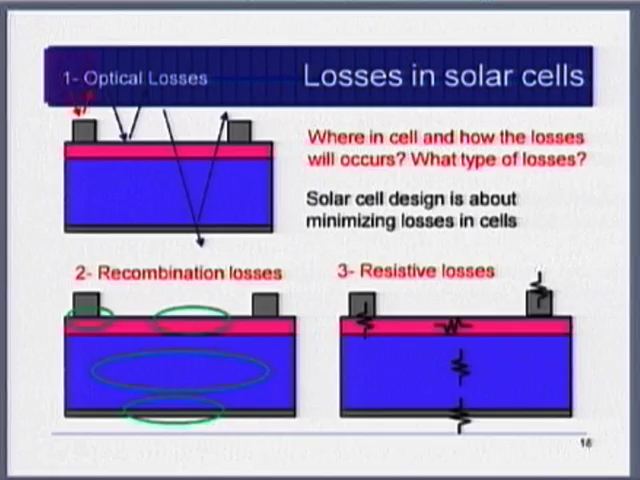 1- Optical Losses
Losses in solar cells
Where in cell and how the losses
will occurs? What type of losses?
Solar cell design is about
minimizing losses in cells
2- Recombination losses
3- Resistive losses